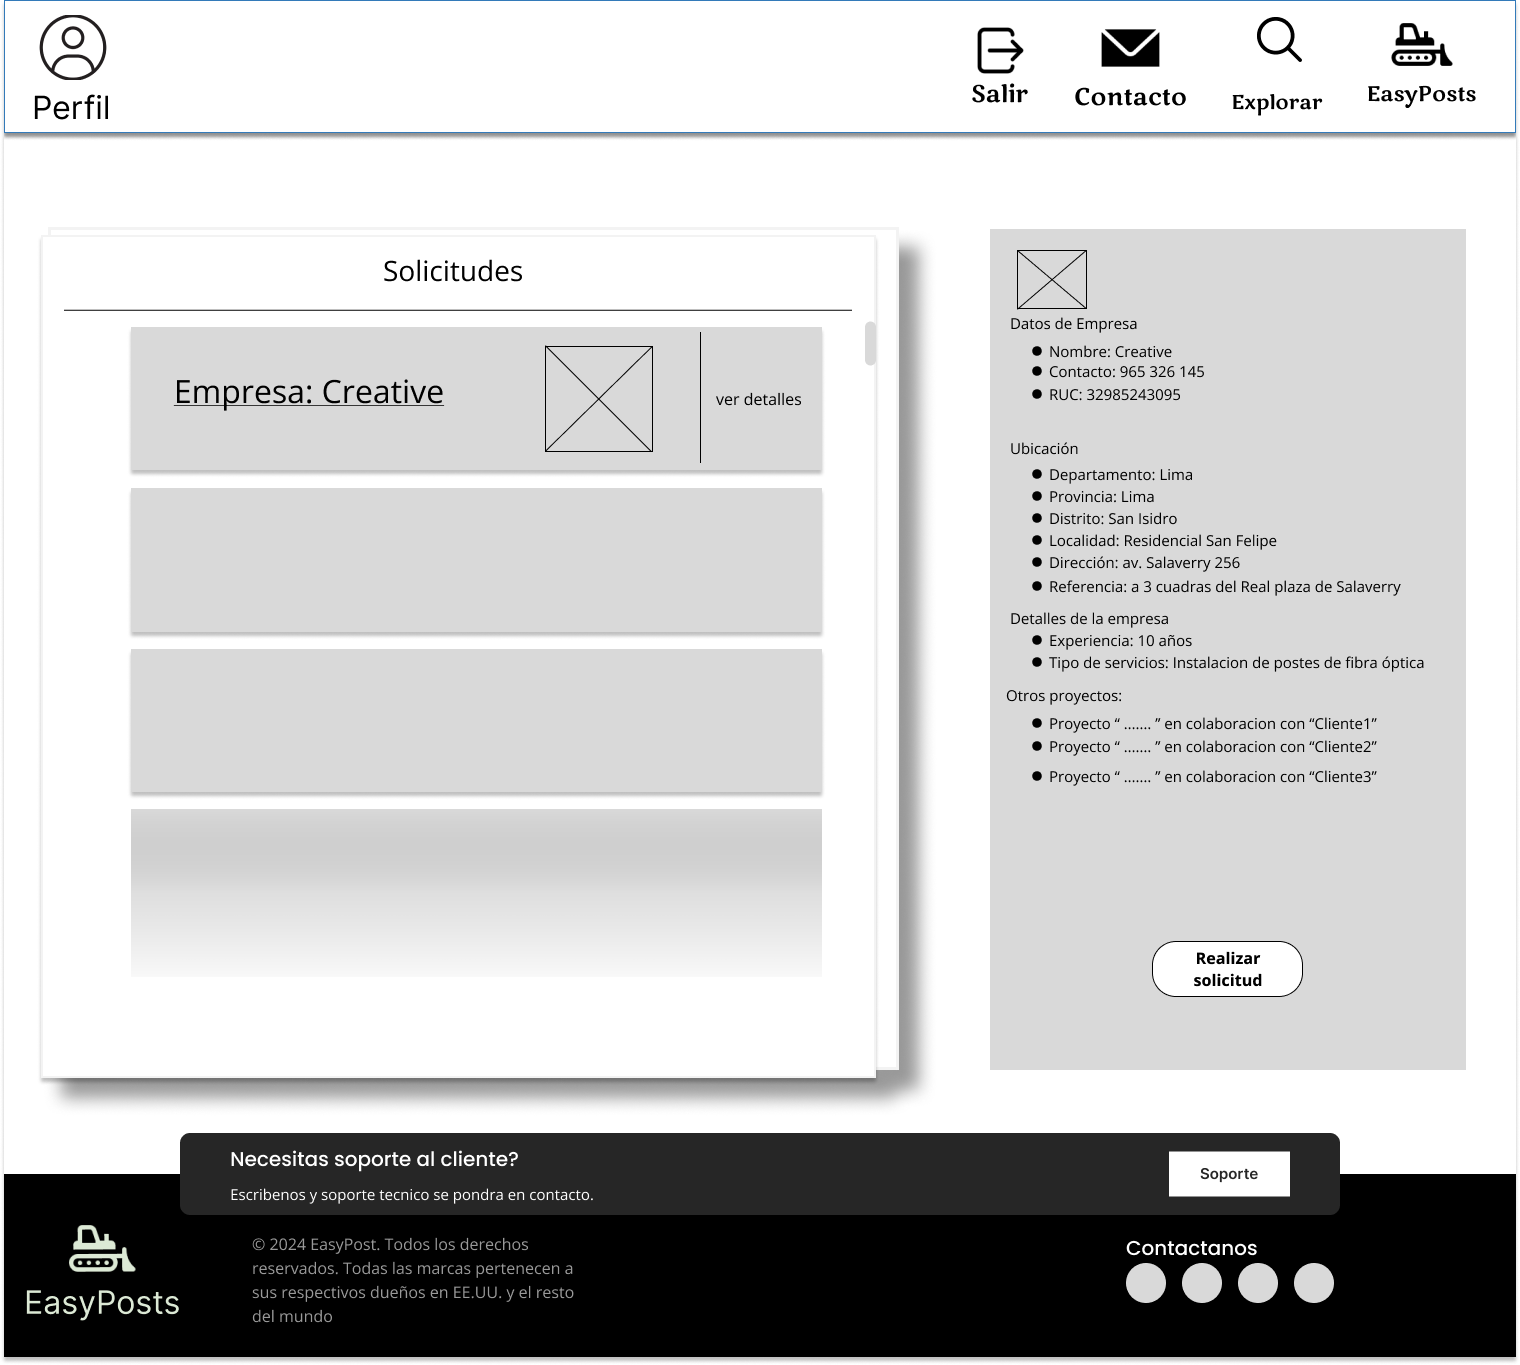 Perfil
Salir
Contacto
Explorar
EasyPosts
Solicitudes
Empresa: Creative
ver detalles
Datos de Empresa
● Nombre: Creative
● Contacto: 965 326 145
● RUC: 32985243095
Ubicación
● Departamento: Lima
● Provincia: Lima
● Distrito: San Isidro
● Localidad: Residencial San Felipe
● Dirección: av. Salaverry 256
● Referencia: a 3 cuadras del Real plaza de Salaverry
Detalles de la empresa
● Experiencia: 10 años
● Tipo de servicios: Instalacion de postes de fibra óptica
Otros proyectos:
● Proyecto “ ....... ” en colaboracion con “Cliente1”
● Proyecto “ ....... ” en colaboracion con “Cliente2”
● Proyecto “ ....... ” en colaboracion con “Cliente3”
Realizar
solicitud
Necesitas soporte al cliente?
Escribenos y soporte tecnico se pondra en contacto.
Soporte
EasyPosts
© 2024 EasyPost. Todos los derechos
reservados. Todas las marcas pertenecen a
sus respectivos dueños en EE.UU. y el resto
del mundo
Contactanos